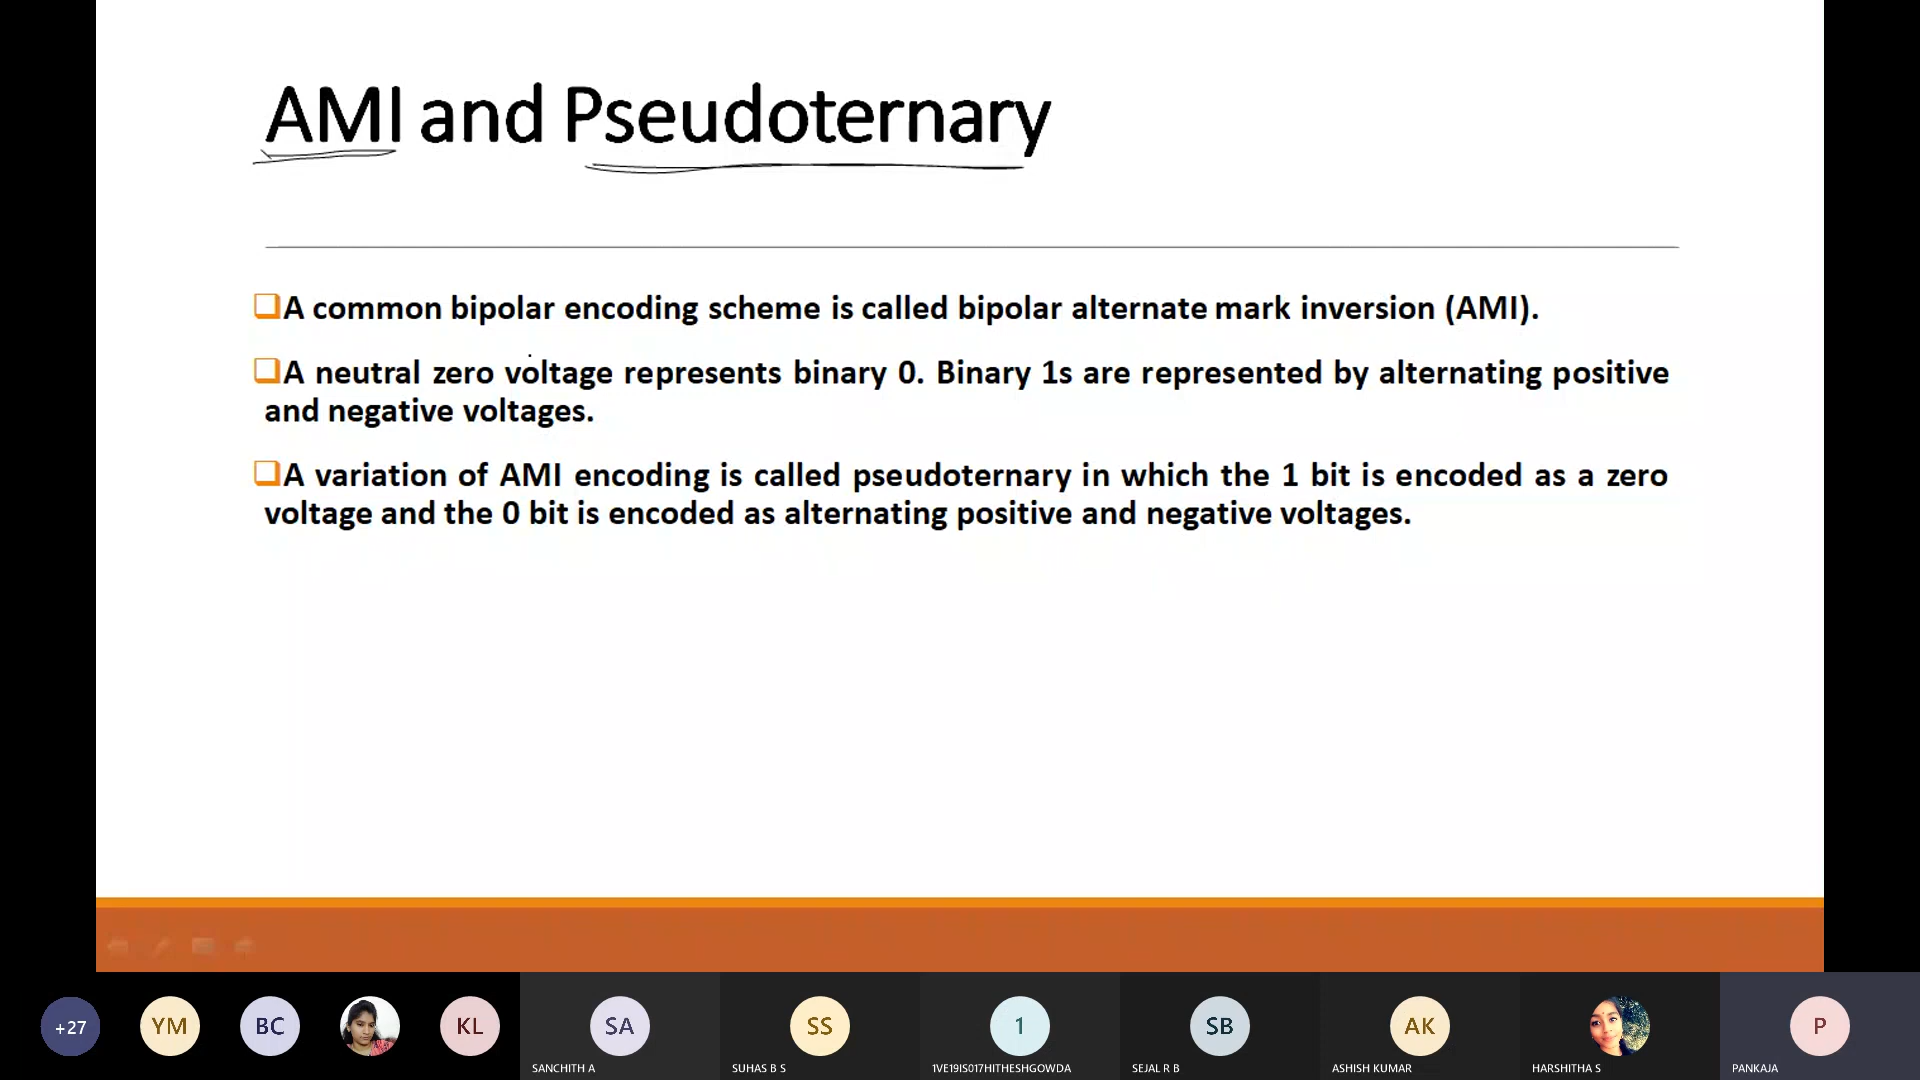 AMI and Pseudoternary
A common bipolar encoding scheme is called bipolar alternate mark inversion (AMI).
A neutral zero voltage represents binary 0. Binary 1s are represented by alternating positive
and negative voltages.
A variation of AMI encoding is called pseudoternary in which the 1 bit is encoded as a zero
voltage and the 0 bit is encoded as alternating positive and negative voltages.
+27 YM BC KL SA SS 1 SB AK P
SANCHITH A SUHAS B S 1VE19IS017HITHESHGOWDA SEJAL R B ASHISH KUMAR HARSHITHA S PANKAJA